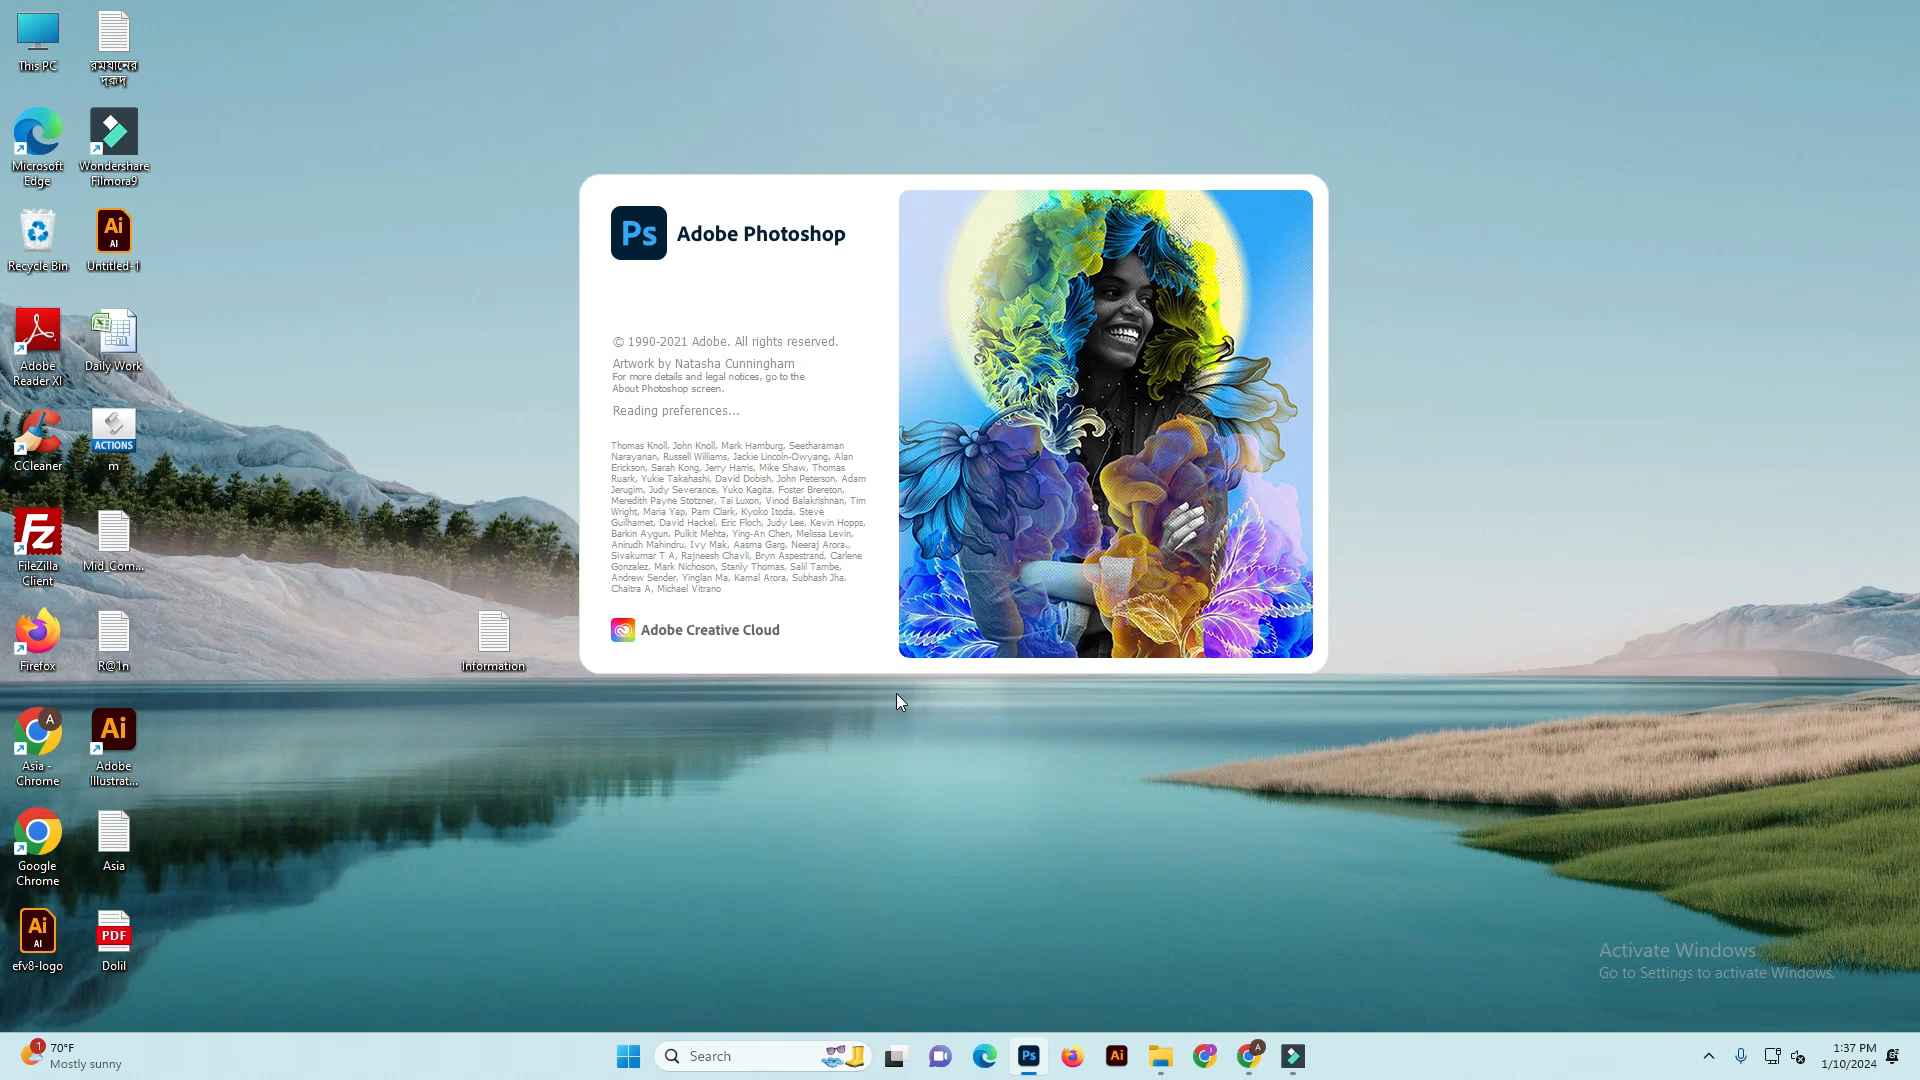 This PC
রমযানের
দরূদ
Microsoft
Edge
Wondershare
Filmora9
Recycle Bin
Ai
AI
Untitled-1
Adobe
Reader XI
Daily Work
CCleaner
ACTIONS
m
FZ
FileZilla
Client
Mid_Com...
Firefox
R@1n
Information
A
Asia -
Chrome
Ai
Adobe
Illustrat...
Google
Chrome
Asia
Ai
AI
efv8-logo
PDF
Dolil
Ps
Adobe Photoshop
© 1990-2021 Adobe. All rights reserved.
Artwork by Natasha Cunningham
For more details and legal notices, go to the
About Photoshop screen.
Reading preferences...
Thomas Knoll, John Knoll, Mark Hamburg, Seetharaman
Narayanan, Russell Williams, Jackie Lincoln-Owyang, Alan
Erickson, Sarah Kong, Jerry Harris, Mike Shaw, Thomas
Ruark, Yukie Takahashi, David Dobish, John Peterson, Adam
Jerugim, Judy Severance, Yuko Kagita, Foster Brereton,
Meredith Payne Stotzner, Tai Luxon, Vinod Balakrishnan, Tim
Wright, Maria Yap, Pam Clark, Kyoko Itoda, Steve
Guilhamet, David Hackel, Eric Floch, Judy Lee, Kevin Hopps,
Barkin Aygun, Pulkit Mehta, Ying-An Chen, Melissa Levin,
Anirudh Mahindru, Ivy Mak, Aasma Garg, Neeraj Arora,,
Sivakumar T A, Rajneesh Chavli, Bryn Aspestrand, Carlene
Gonzalez, Mark Nichoson, Stanly Thomas, Salil Tambe,
Andrew Sender, Yinglan Ma, Kamal Arora, Subhash Jha,
Chaitra A, Michael Vitrano
Adobe Creative Cloud
Activate Windows
Go to Settings to activate Windows.
1
70°F
Mostly sunny
Search
Ps
Ai
A
1:37 PM
1/10/2024